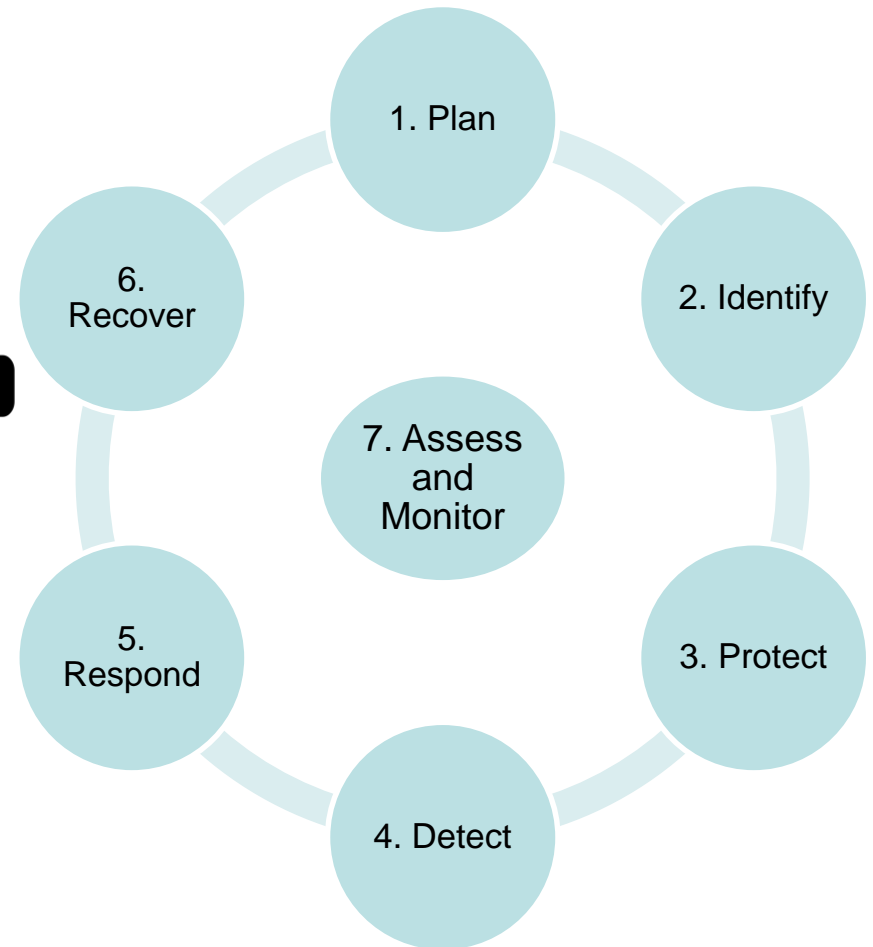 1. Plan
2. Identify
3. Protect
4. Detect
5.
Respond
6.
Recover
7. Assess
and
Monitor